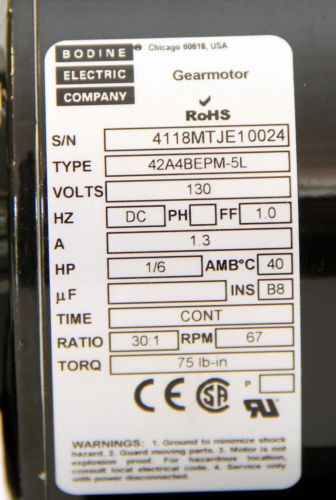 BODINE
ELECTRIC
COMPANY
® Chicago 60618, USA
Gearmotor
RoHS
S/N 4118MTJE10024
TYPE 42A4BEPM-5L
VOLTS 130
HZ DC PH FF 1.0
A 1.3
HP 1/6 AMB°C 40
µF INS B8
TIME CONT
RATIO 30:1 RPM 67
TORQ 75 lb-in
CE SA P
WARNINGS: 1. Ground to minimize shock
hazard. 2. Guard moving parts. 3. Motor is not
explosion proof. For hazardous location,
consult local electrical code. 4. Service only
with power disconnected.